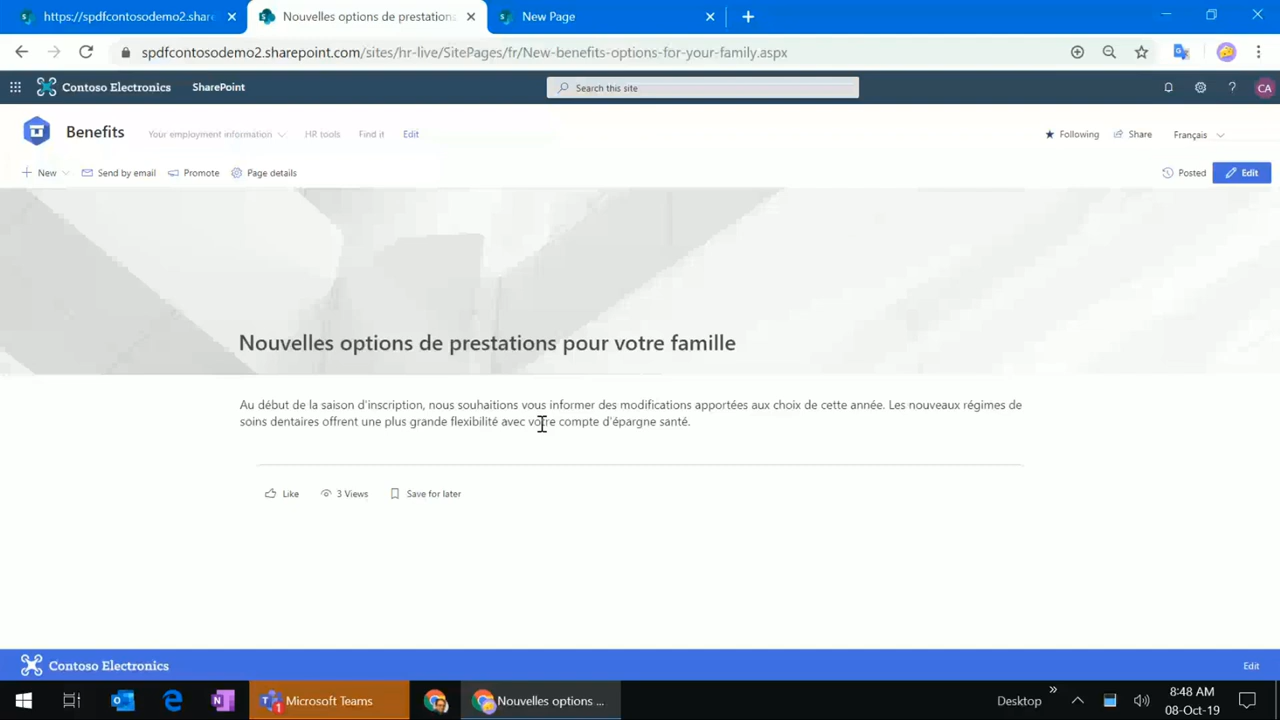 https://spdfcontosodemo2.share
Nouvelles options de prestations
New Page
spdfcontosodemo2.sharepoint.com/sites/hr-live/SitePages/fr/New-benefits-options-for-your-family.aspx
Contoso Electronics SharePoint Search this site CA
Benefits Your employment information HR tools Find it Edit Following Share Français
New Send by email Promote Page details Posted Edit
Nouvelles options de prestations pour votre famille
Au début de la saison d'inscription, nous souhaitions vous informer des modifications apportées aux choix de cette année. Les nouveaux régimes de
soins dentaires offrent une plus grande flexibilité avec votre compte d'épargne santé.
Like 3 Views Save for later
Contoso Electronics Edit
Microsoft Teams 1 Nouvelles options ... Desktop 8:48 AM
08-Oct-19